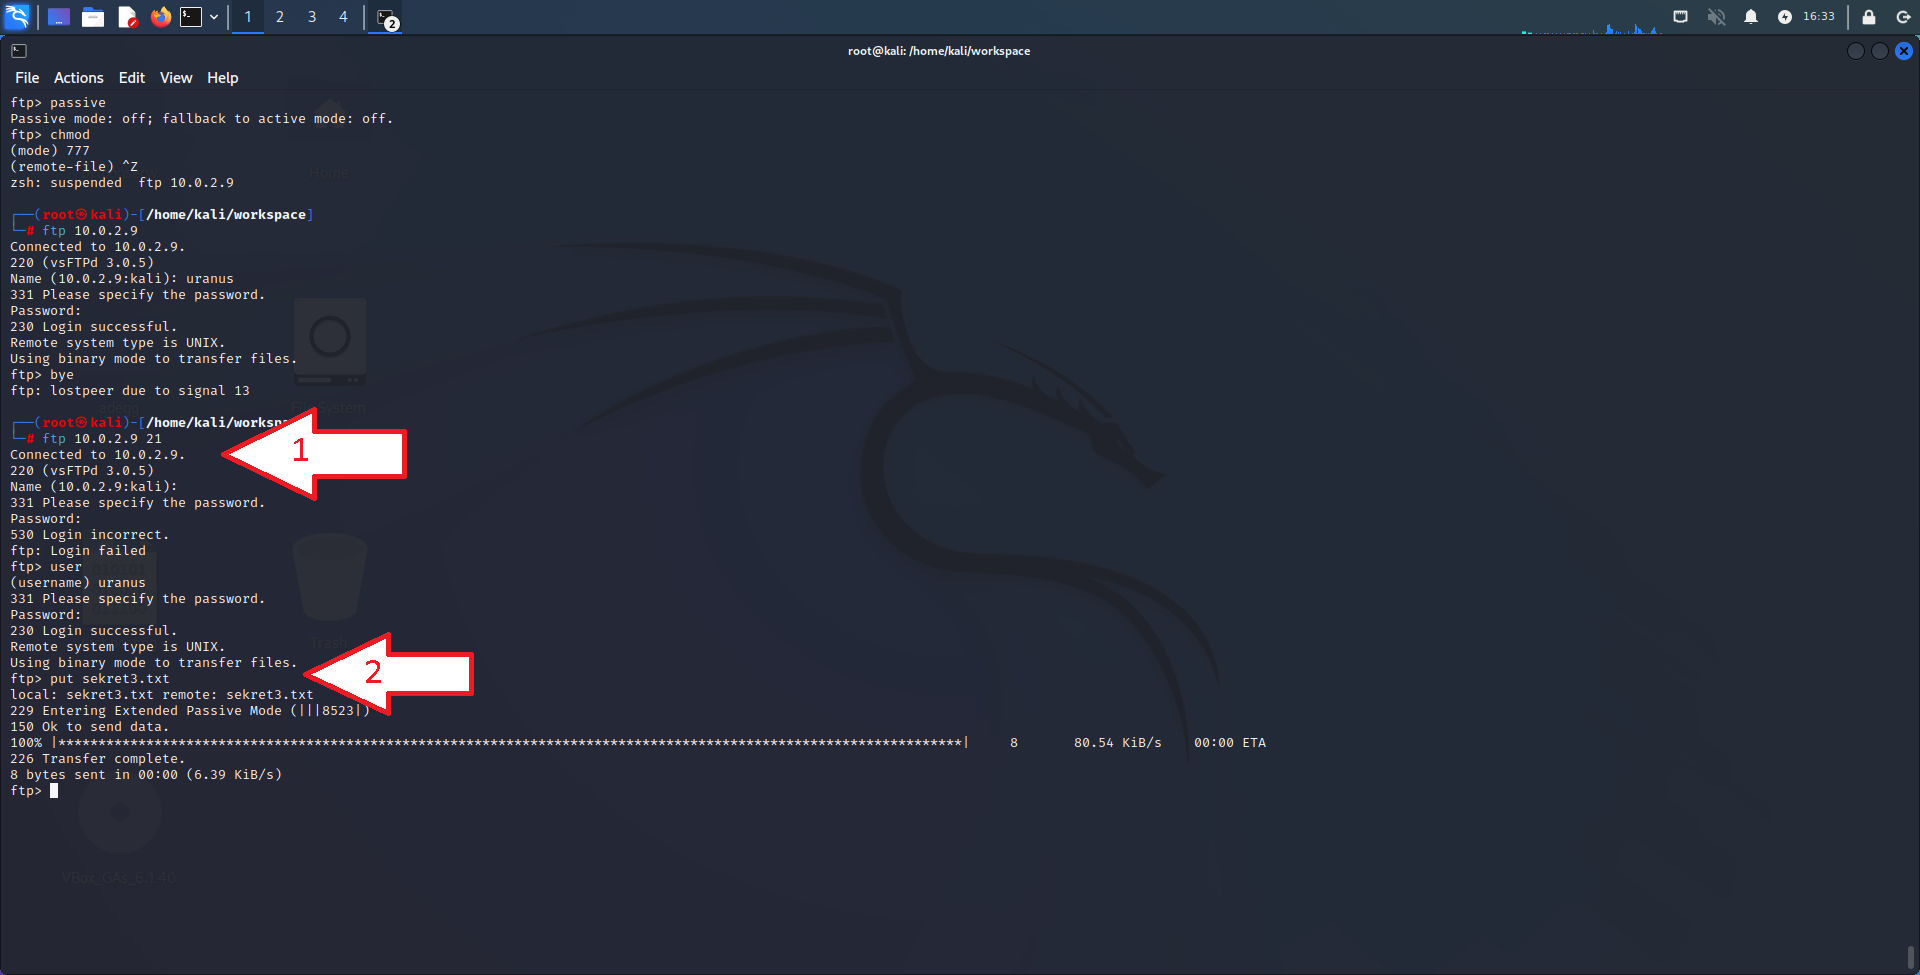 1 2 3 4 2 16:33
root@kali: /home/kali/workspace
File Actions Edit View Help
ftp> passive
Passive mode: off; fallback to active mode: off.
ftp> chmod
(mode) 777
(remote-file) ^Z
Home
zsh: suspended  ftp 10.0.2.9
┌──(root㉿kali)-[/home/kali/workspace]
└─# ftp 10.0.2.9
Connected to 10.0.2.9.
220 (vsFTPd 3.0.5)
Name (10.0.2.9:kali): uranus
331 Please specify the password.
Password:
230 Login successful.
Remote system type is UNIX.
Using binary mode to transfer files.
ftp> bye
ftp: lostpeer due to signal 13
┌──(root㉿kali)-[/home/kali/worksp
└─# ftp 10.0.2.9 21
1
Connected to 10.0.2.9.
220 (vsFTPd 3.0.5)
Name (10.0.2.9:kali):
331 Please specify the password.
Password:
530 Login incorrect.
ftp: Login failed
ftp> user
(username) uranus
331 Please specify the password.
Password:
230 Login successful.
Trash
Remote system type is UNIX.
Using binary mode to transfer files.
2
ftp> put sekret3.txt
local: sekret3.txt remote: sekret3.txt
229 Entering Extended Passive Mode (|||8523|)
150 Ok to send data.
100% |*****************************************************************************************************************| 8 80.54 KiB/s 00:00 ETA
226 Transfer complete.
8 bytes sent in 00:00 (6.39 KiB/s)
ftp>
VBox_GAs_6.1.40